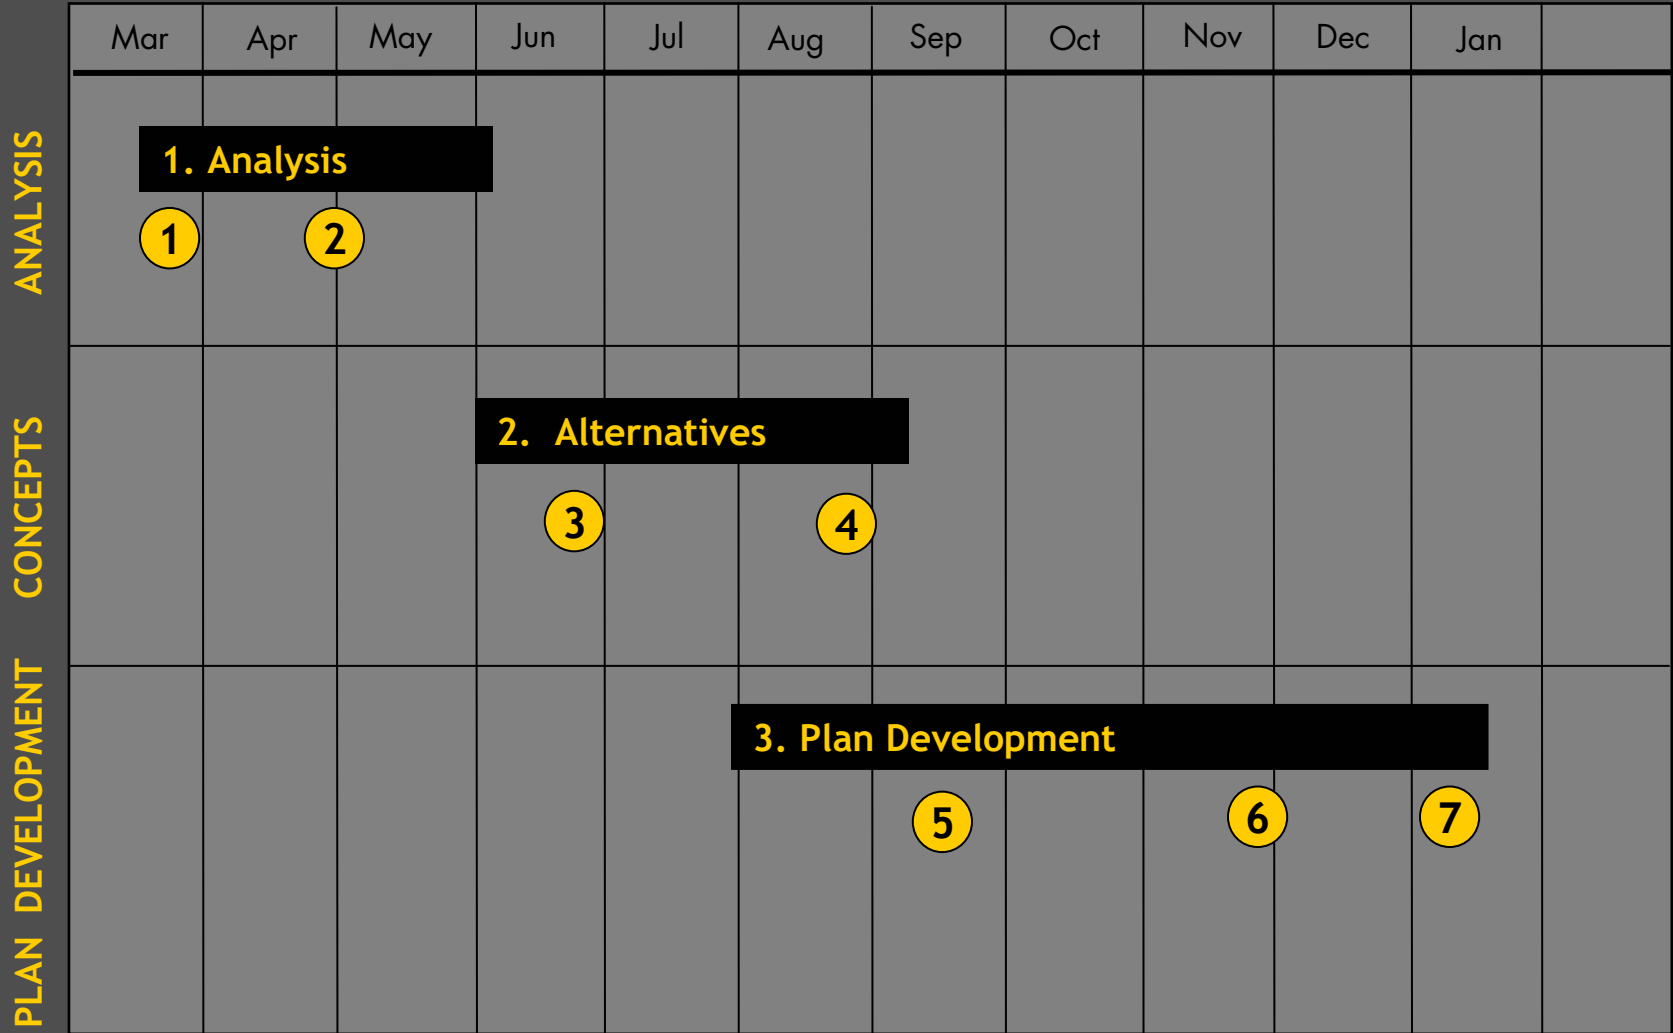 Mar Apr May Jun Jul Aug Sep Oct Nov Dec Jan
ANALYSIS
1. Analysis
1 2
CONCEPTS
2. Alternatives
3 4
PLAN DEVELOPMENT
3. Plan Development
5 6 7